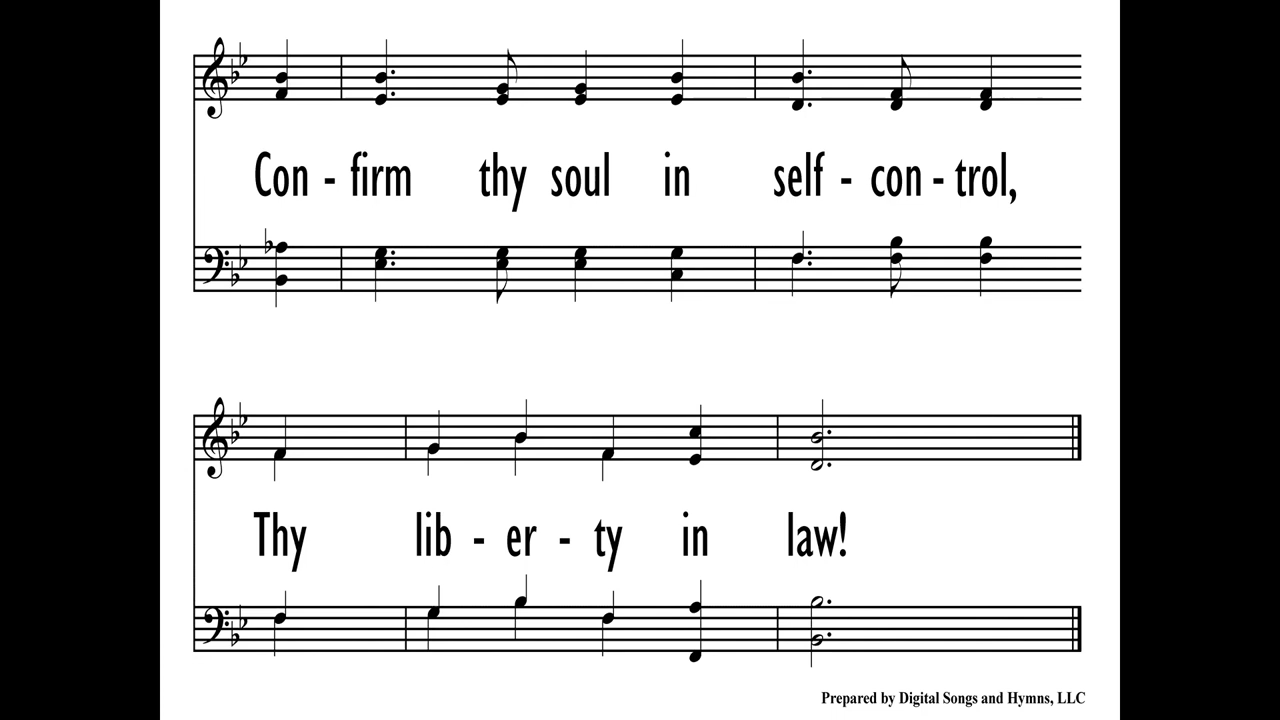 Con - firm thy soul in self - con - trol,
Thy lib - er - ty in law!
Prepared by Digital Songs and Hymns, LLC